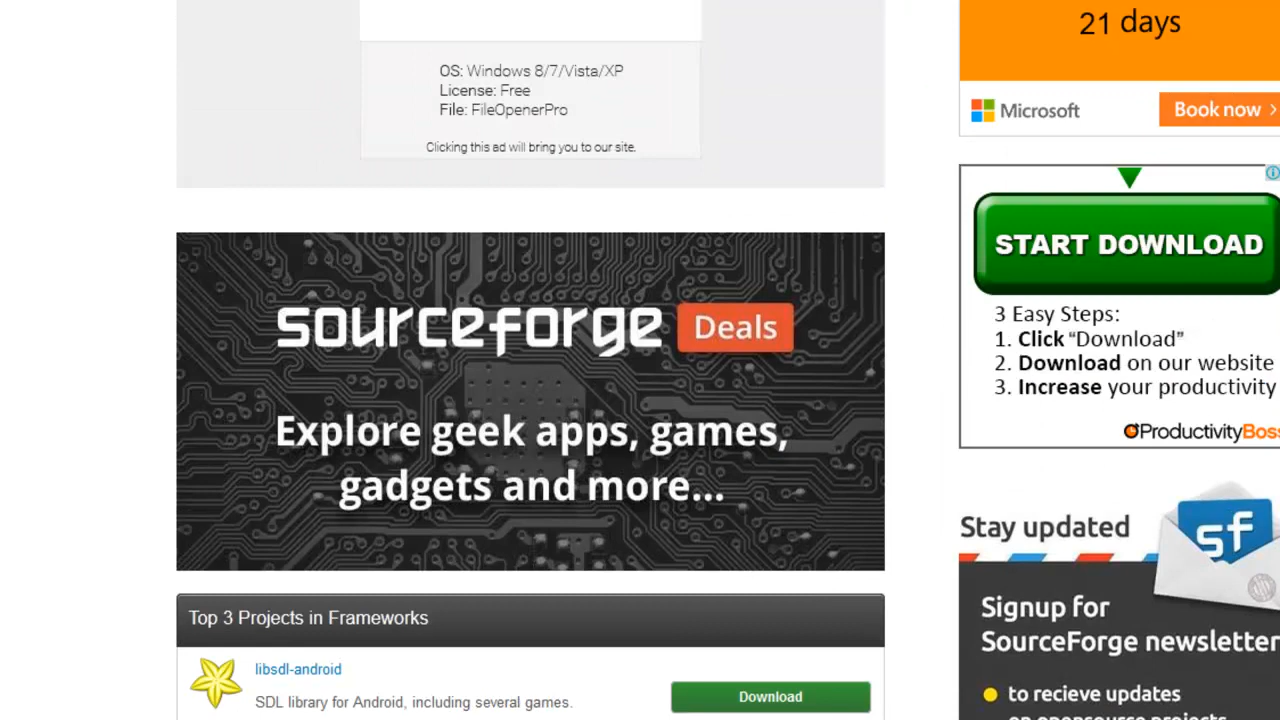 OS: Windows 8/7/Vista/XP
License: Free
File: FileOpenerPro
Clicking this ad will bring you to our site.
sourceforge Deals
Explore geek apps, games,
gadgets and more...
Top 3 Projects in Frameworks
libsdl-android
SDL library for Android, including several games.
Download
21 days
Microsoft
Book now
START DOWNLOAD
3 Easy Steps:
1. Click “Download”
2. Download on our website
3. Increase your productivity
ProductivityBoss
Stay updated
sf
Signup for
SourceForge newsletter
to recieve updates
on opensource projects